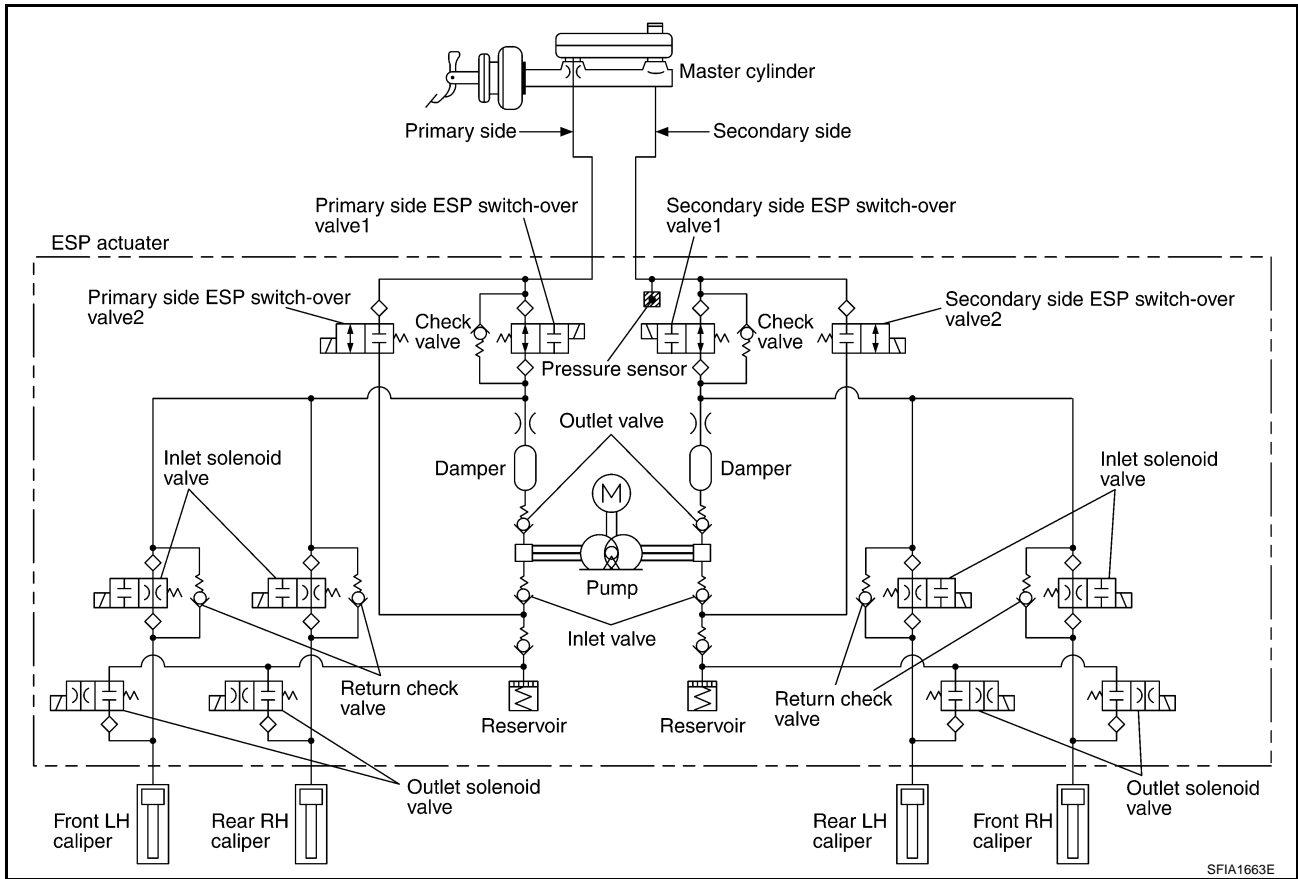 Master cylinder
Primary side
Secondary side
Primary side ESP switch-over
valve1
Secondary side ESP switch-over
valve1
ESP actuater
Primary side ESP switch-over
valve2
Check
valve
Pressure sensor
Check
valve
Secondary side ESP switch-over
valve2
Outlet valve
Inlet solenoid
valve
Damper
M
Damper
Inlet solenoid
valve
Pump
Inlet valve
Return check
valve
Reservoir
Reservoir
Return check
valve
Outlet solenoid
valve
Outlet solenoid
valve
Front LH
caliper
Rear RH
caliper
Rear LH
caliper
Front RH
caliper
SFIA1663E